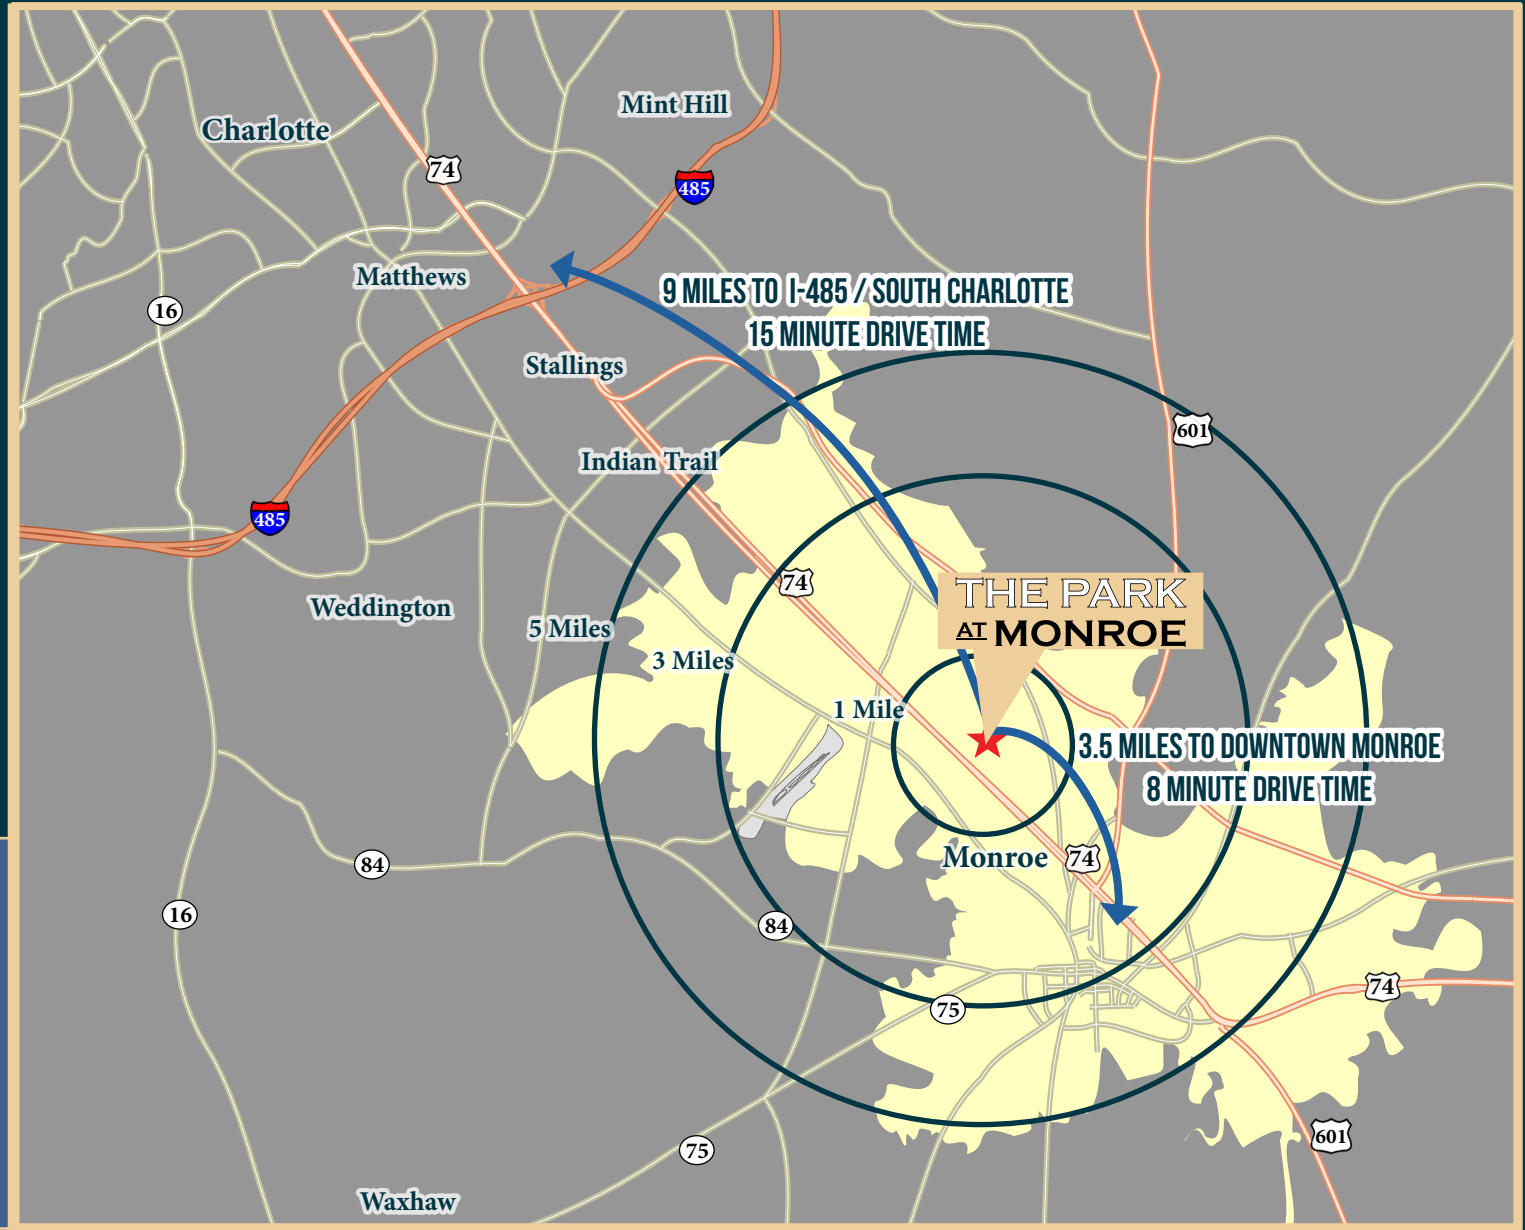 Mint Hill
Charlotte
74
485
Matthews
9 MILES TO I-485 / SOUTH CHARLOTTE
15 MINUTE DRIVE TIME
16
Stallings
601
Indian Trail
485
74
THE PARK
AT MONROE
Weddington
5 Miles
3 Miles
1 Mile
3.5 MILES TO DOWNTOWN MONROE
8 MINUTE DRIVE TIME
Monroe
74
84
16
84
74
75
601
75
Waxhaw